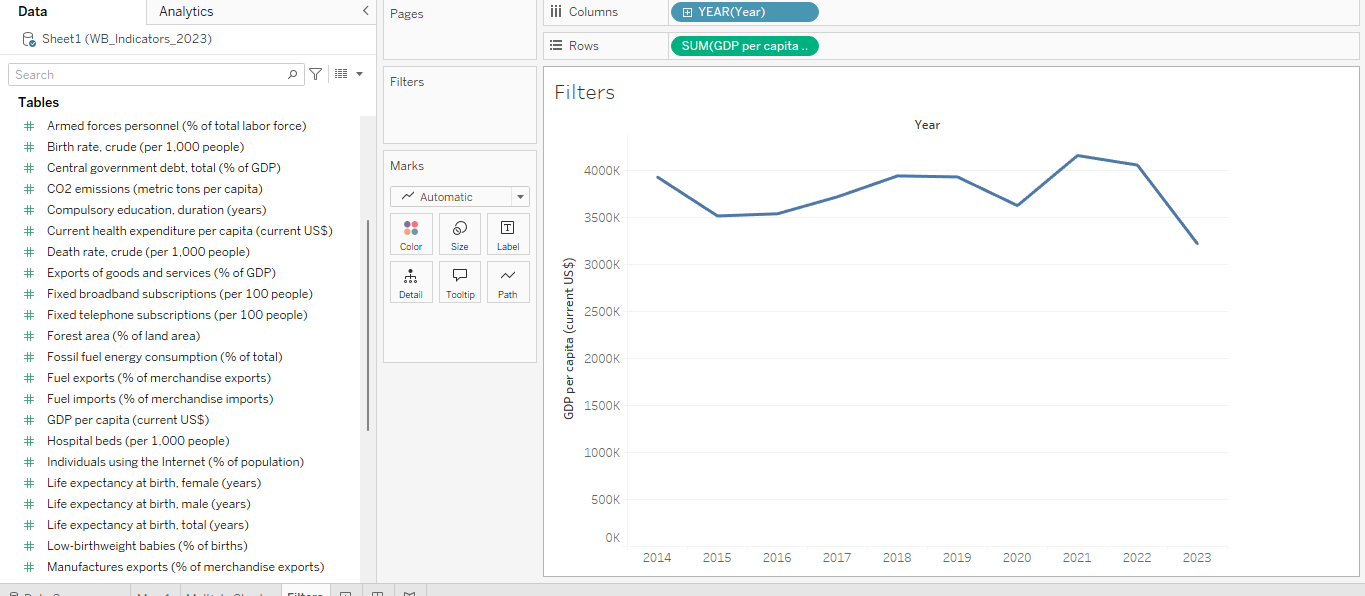 Data
Analytics
Sheet1 (WB_Indicators_2023)
Search
Tables
Armed forces personnel (% of total labor force)
Birth rate, crude (per 1,000 people)
Central government debt, total (% of GDP)
CO2 emissions (metric tons per capita)
Compulsory education, duration (years)
Current health expenditure per capita (current US$)
Death rate, crude (per 1,000 people)
Exports of goods and services (% of GDP)
Fixed broadband subscriptions (per 100 people)
Fixed telephone subscriptions (per 100 people)
Forest area (% of land area)
Fossil fuel energy consumption (% of total)
Fuel exports (% of merchandise exports)
Fuel imports (% of merchandise imports)
GDP per capita (current US$)
Hospital beds (per 1,000 people)
Individuals using the Internet (% of population)
Life expectancy at birth, female (years)
Life expectancy at birth, male (years)
Life expectancy at birth, total (years)
Low-birthweight babies (% of births)
Manufactures exports (% of merchandise exports)
Pages
Filters
Marks
Automatic
Color Size Label
Detail Tooltip Path
Columns YEAR(Year)
Rows SUM(GDP per capita ..
Filters
Year
GDP per capita (current US$)
4000K
3500K
3000K
2500K
2000K
1500K
1000K
500K
0K
2014 2015 2016 2017 2018 2019 2020 2021 2022 2023
Filters